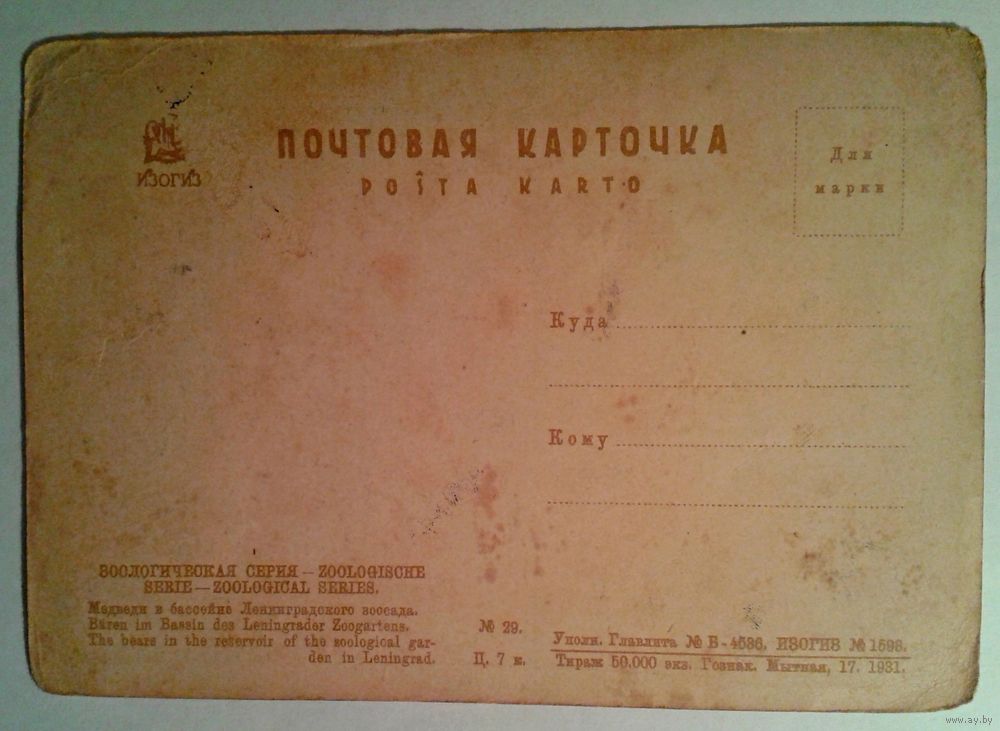 ИЗОГИЗ
ПОЧТОВАЯ КАРТОЧКА
POŜTA KARTO
Для
марки
Куда
Кому
ЗООЛОГИЧЕСКАЯ СЕРИЯ — ZOOLOGISCHE
SERIE — ZOOLOGICAL SERIES.
Медведи в бассейне Ленинградского зоосада.
Bären im Bassin des Leningrader Zoogartens.
The bears in the reservoir of the zoological gar-
den in Leningrad.
№ 29.
Ц. 7 к.
Уполн. Главлита № Б-4536. ИЗОГИЗ № 1598.
Тираж 50.000 экз. Гознак. Мытная, 17. 1931.
www.ay.by